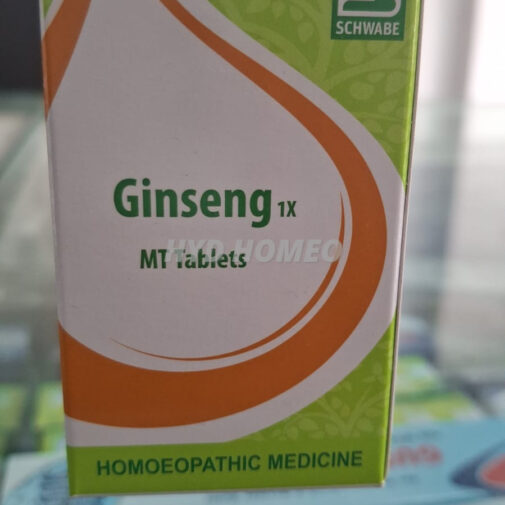 SCHWABE
Ginseng 1X
MT Tablets
HYD HOMEO
HOMOEOPATHIC MEDICINE